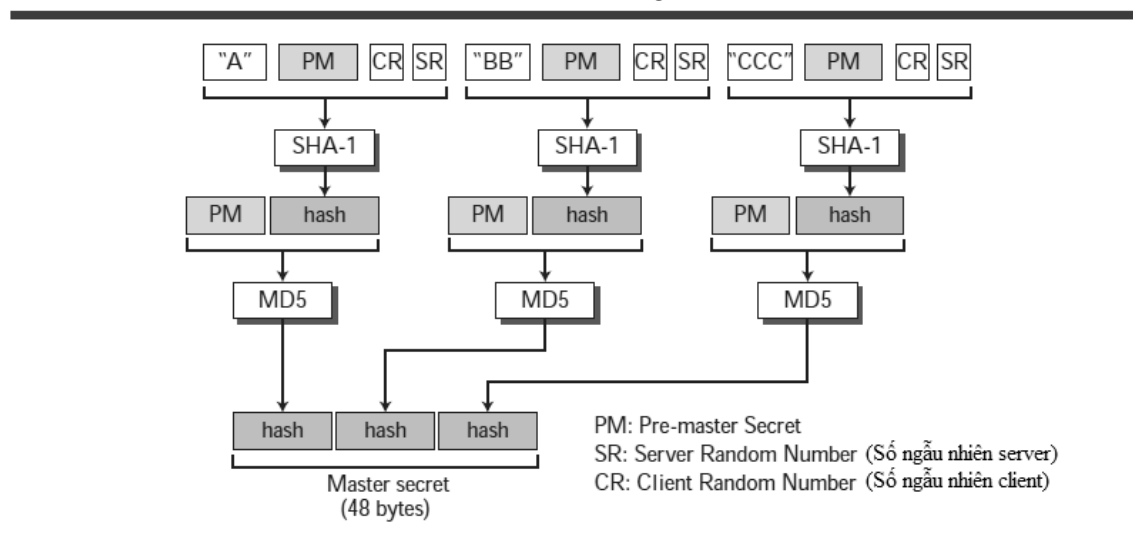 "A" PM CR SR "BB" PM CR SR "CCC" PM CR SR
SHA-1 SHA-1 SHA-1
PM hash PM hash PM hash
MD5 MD5 MD5
hash hash hash
Master secret
(48 bytes)
PM: Pre-master Secret
SR: Server Random Number (Số ngẫu nhiên server)
CR: Client Random Number (Số ngẫu nhiên client)